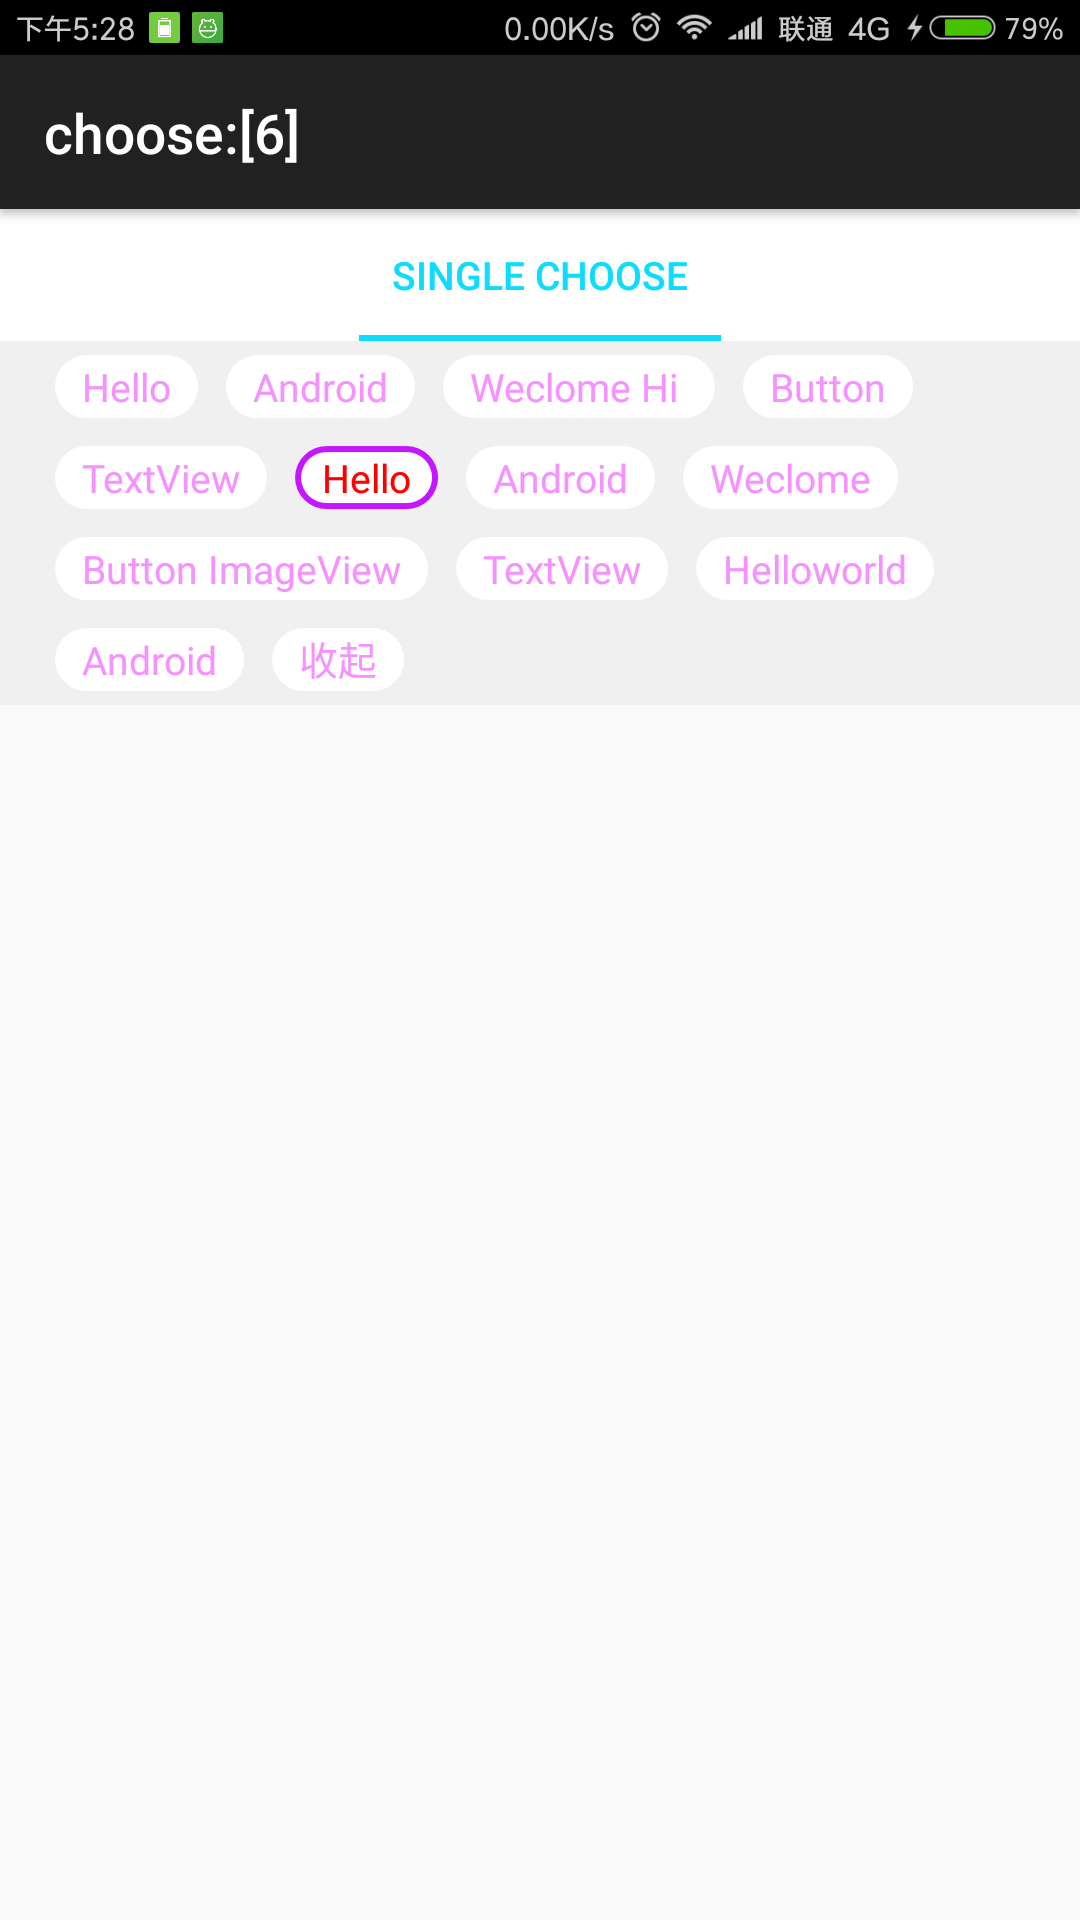 下午5:28 0.00K/s 联通 4G 79%
choose:[6]
SINGLE CHOOSE
Hello Android Weclome Hi Button
TextView Hello Android Weclome
Button ImageView TextView Helloworld
Android 收起